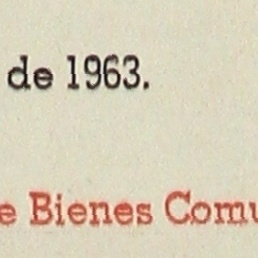 de 1963.
e Bienes Comu